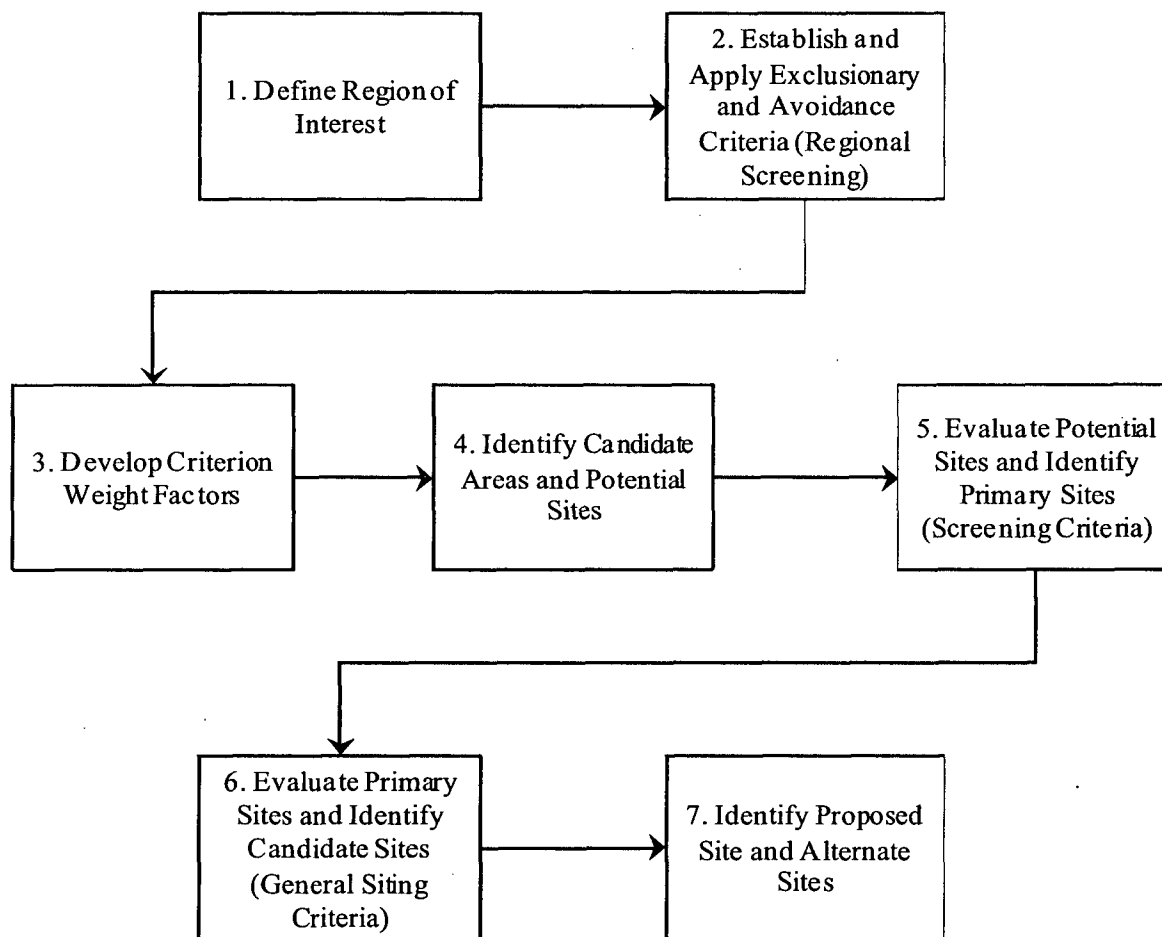 1. Define Region of
Interest
2. Establish and
Apply Exclusionary
and Avoidance
Criteria (Regional
Screening)
3. Develop Criterion
Weight Factors
4. Identify Candidate
Areas and Potential
Sites
5. Evaluate Potential
Sites and Identify
Primary Sites
(Screening Criteria)
6. Evaluate Primary
Sites and Identify
Candidate Sites
(General Siting
Criteria)
7. Identify Proposed
Site and Alternate
Sites